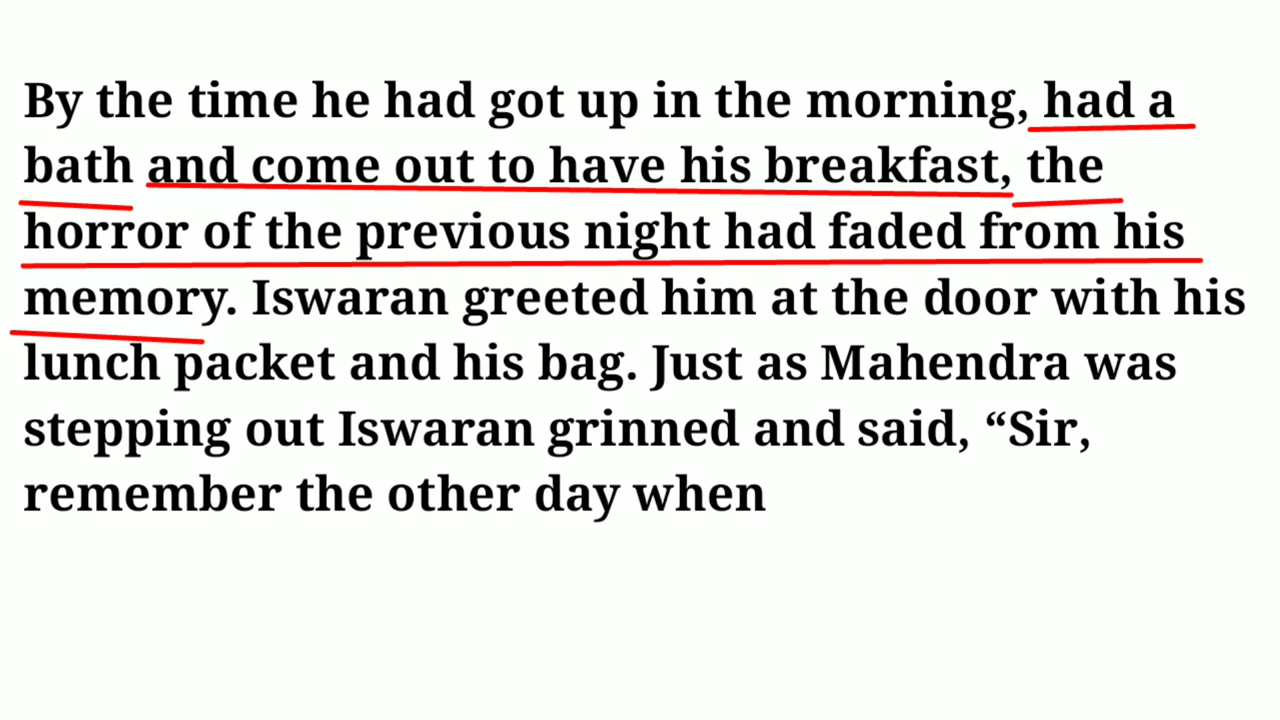 By the time he had got up in the morning, had a
bath and come out to have his breakfast, the
horror of the previous night had faded from his
memory. Iswaran greeted him at the door with his
lunch packet and his bag. Just as Mahendra was
stepping out Iswaran grinned and said, “Sir,
remember the other day when